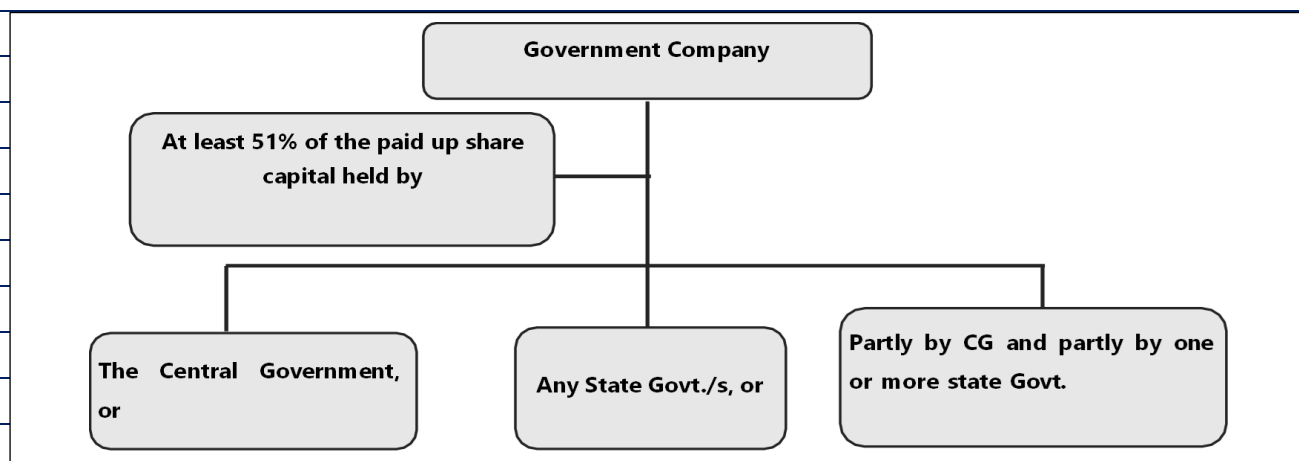 Government Company
At least 51% of the paid up share
capital held by
The Central Government,
or
Any State Govt./s, or
Partly by CG and partly by one
or more state Govt.